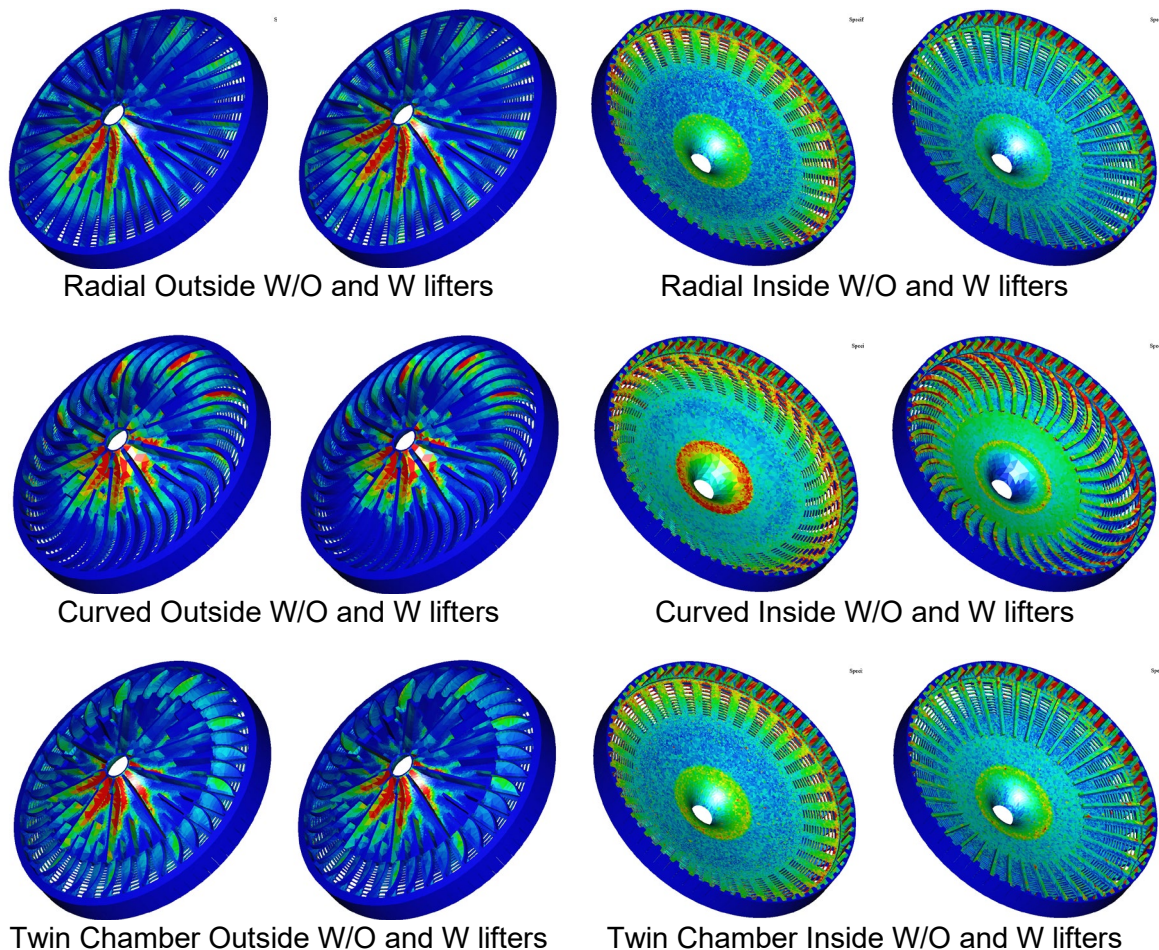 Radial Outside W/O and W lifters
Radial Inside W/O and W lifters
Curved Outside W/O and W lifters
Curved Inside W/O and W lifters
Twin Chamber Outside W/O and W lifters
Twin Chamber Inside W/O and W lifters